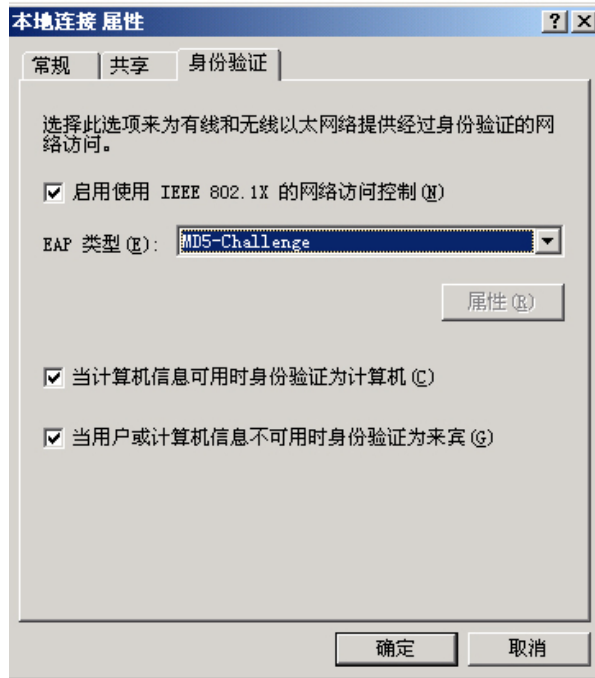 本地连接 属性
常规
共享
身份验证
选择此选项来为有线和无线以太网络提供经过身份验证的网
络访问。
启用使用 IEEE 802.1X 的网络访问控制(N)
EAP 类型(E):
MD5-Challenge
属性(R)
当计算机信息可用时身份验证为计算机(C)
当用户或计算机信息不可用时身份验证为来宾(G)
确定
取消